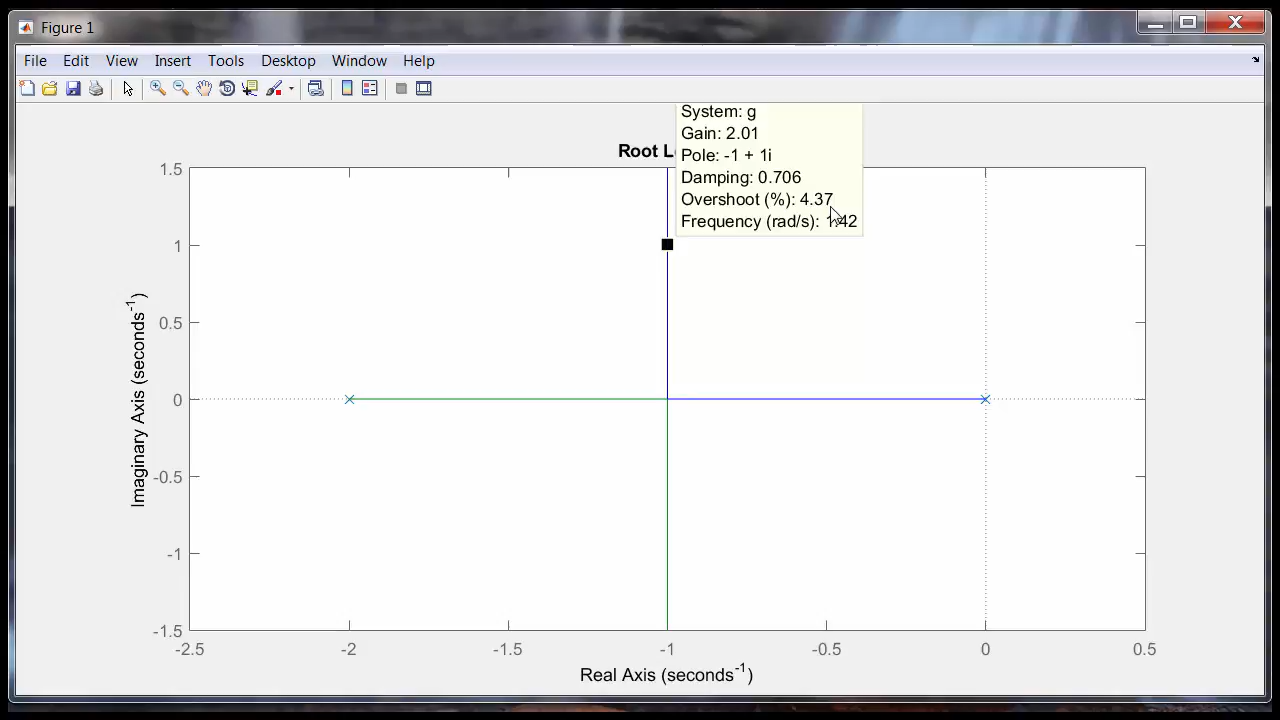 Figure 1
File Edit View Insert Tools Desktop Window Help
System: g
Gain: 2.01
Root L
Pole: -1 + 1i
Damping: 0.706
Overshoot (%): 4.37
Frequency (rad/s): 1.42
1.5
1
0.5
0
-0.5
-1
-1.5
Imaginary Axis (seconds⁻¹)
-2.5 -2 -1.5 -1 -0.5 0 0.5
Real Axis (seconds⁻¹)